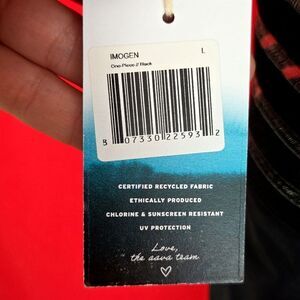 IMOGEN L
One-Piece // Black
8 07330 22593 2
CERTIFIED RECYCLED FABRIC
ETHICALLY PRODUCED
CHLORINE & SUNSCREEN RESISTANT
UV PROTECTION
Love,
the aava team